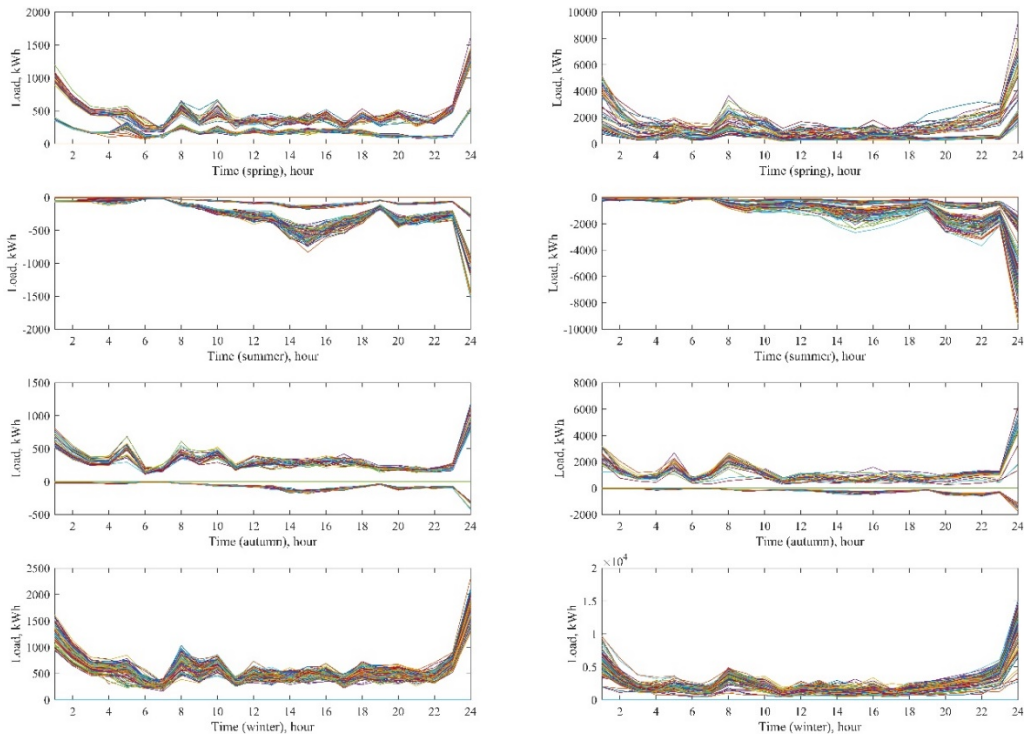 2000
1500
1000
500
0
Load, kWh
2 4 6 8 10 12 14 16 18 20 22 24
Time (spring), hour
10000
8000
6000
4000
2000
0
Load, kWh
2 4 6 8 10 12 14 16 18 20 22 24
Time (spring), hour
0
-500
-1000
-1500
-2000
Load, kWh
2 4 6 8 10 12 14 16 18 20 22 24
Time (summer), hour
0
-2000
-4000
-6000
-8000
-10000
Load, kWh
2 4 6 8 10 12 14 16 18 20 22 24
Time (summer), hour
1500
1000
500
0
-500
Load, kWh
2 4 6 8 10 12 14 16 18 20 22 24
Time (autumn), hour
8000
6000
4000
2000
0
-2000
Load, kWh
2 4 6 8 10 12 14 16 18 20 22 24
Time (autumn), hour
2500
2000
1500
1000
500
0
Load, kWh
2 4 6 8 10 12 14 16 18 20 22 24
Time (winter), hour
×10⁴
2
1.5
1
0.5
0
Load, kWh
2 4 6 8 10 12 14 16 18 20 22 24
Time (winter), hour